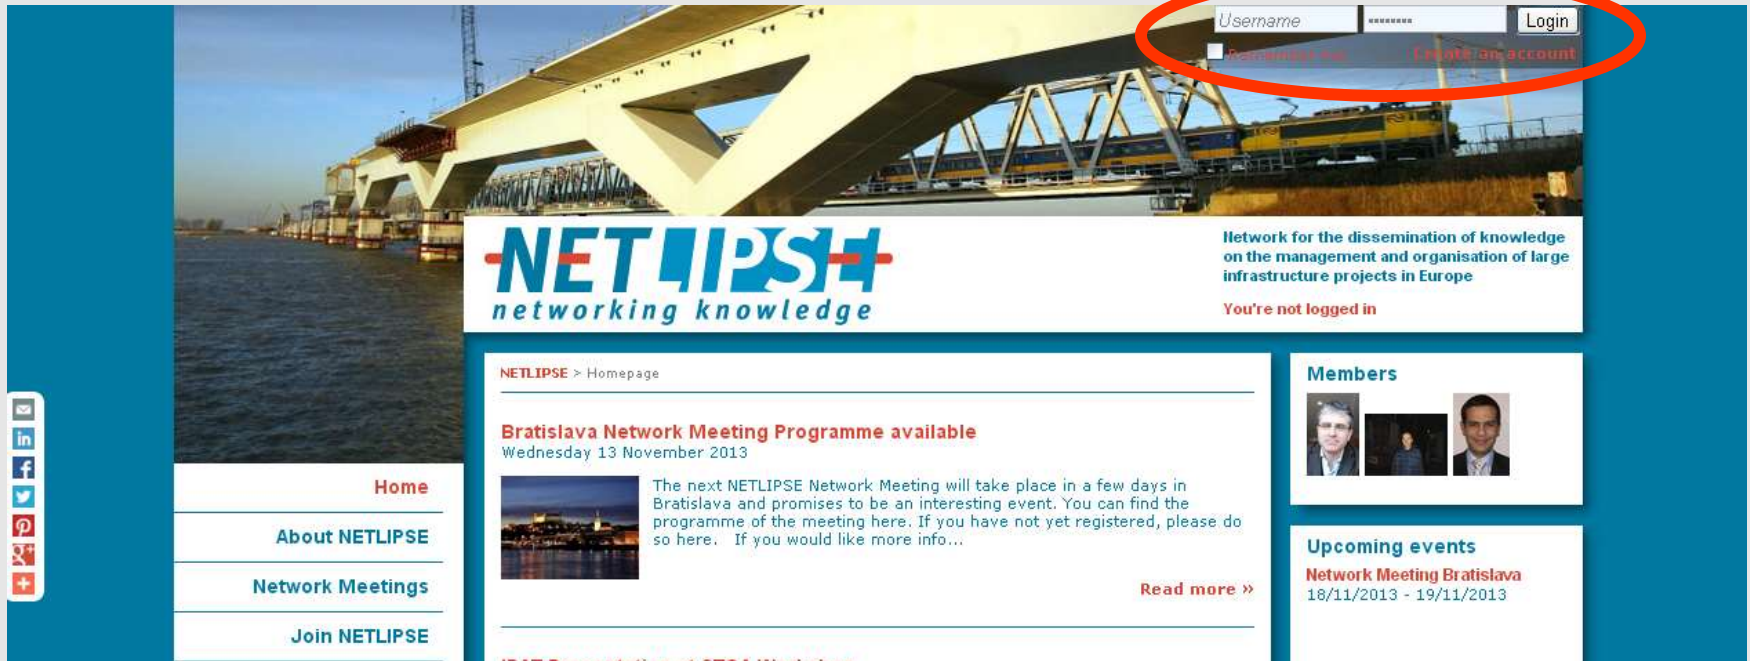 Username
••••••••
Login
Remember me
Create an account
NETLIPSE
networking knowledge
Network for the dissemination of knowledge
on the management and organisation of large
infrastructure projects in Europe
You're not logged in
Home
About NETLIPSE
Network Meetings
Join NETLIPSE
NETLIPSE > Homepage
Bratislava Network Meeting Programme available
Wednesday 13 November 2013
The next NETLIPSE Network Meeting will take place in a few days in
Bratislava and promises to be an interesting event. You can find the
programme of the meeting here. If you have not yet registered, please do
so here. If you would like more info...
Read more »
Members
Upcoming events
Network Meeting Bratislava
18/11/2013 - 19/11/2013